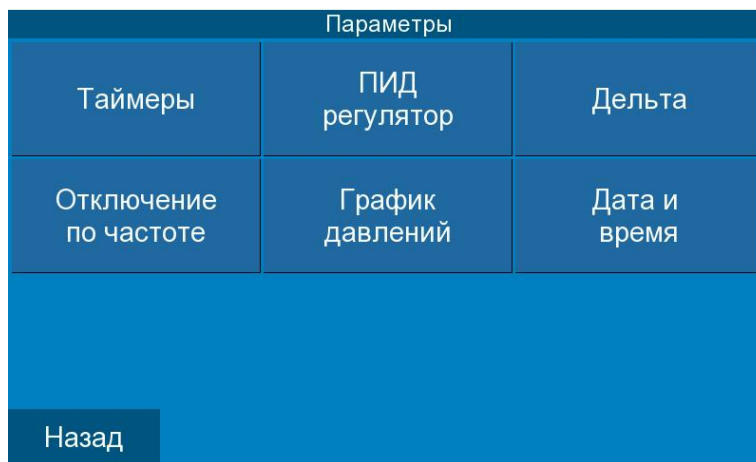 Параметры
Таймеры
ПИД
регулятор
Дельта
Отключение
по частоте
График
давлений
Дата и
время
Назад